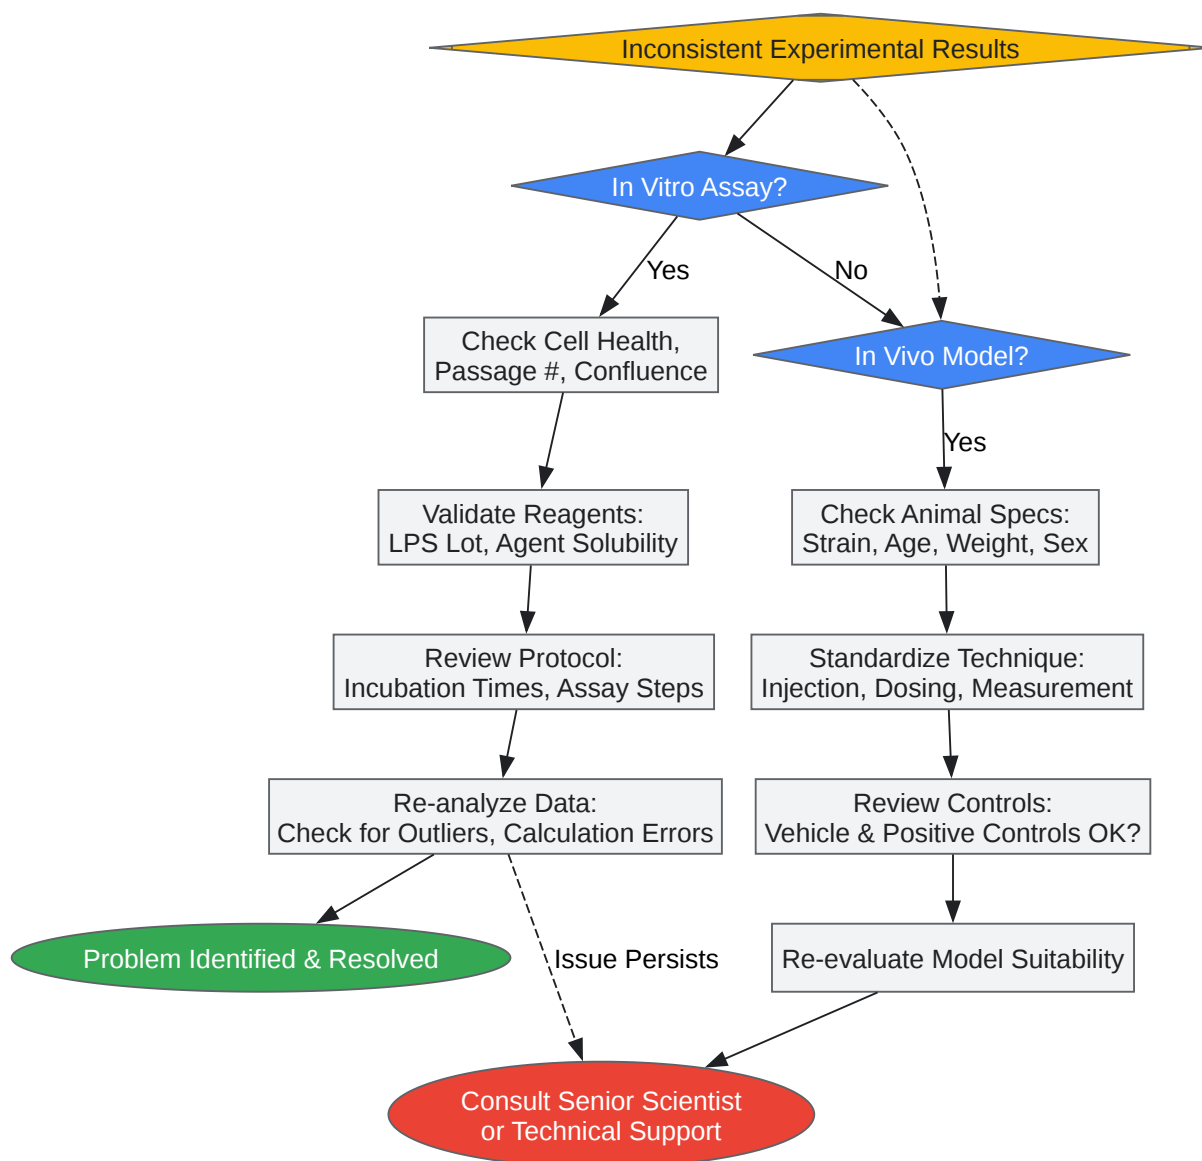 Inconsistent Experimental Results
In Vitro Assay?
Yes
No
Check Cell Health,
Passage #, Confluence
In Vivo Model?
Yes
Validate Reagents:
LPS Lot, Agent Solubility
Check Animal Specs:
Strain, Age, Weight, Sex
Review Protocol:
Incubation Times, Assay Steps
Standardize Technique:
Injection, Dosing, Measurement
Re-analyze Data:
Check for Outliers, Calculation Errors
Review Controls:
Vehicle & Positive Controls OK?
Problem Identified & Resolved
Issue Persists
Re-evaluate Model Suitability
Consult Senior Scientist
or Technical Support